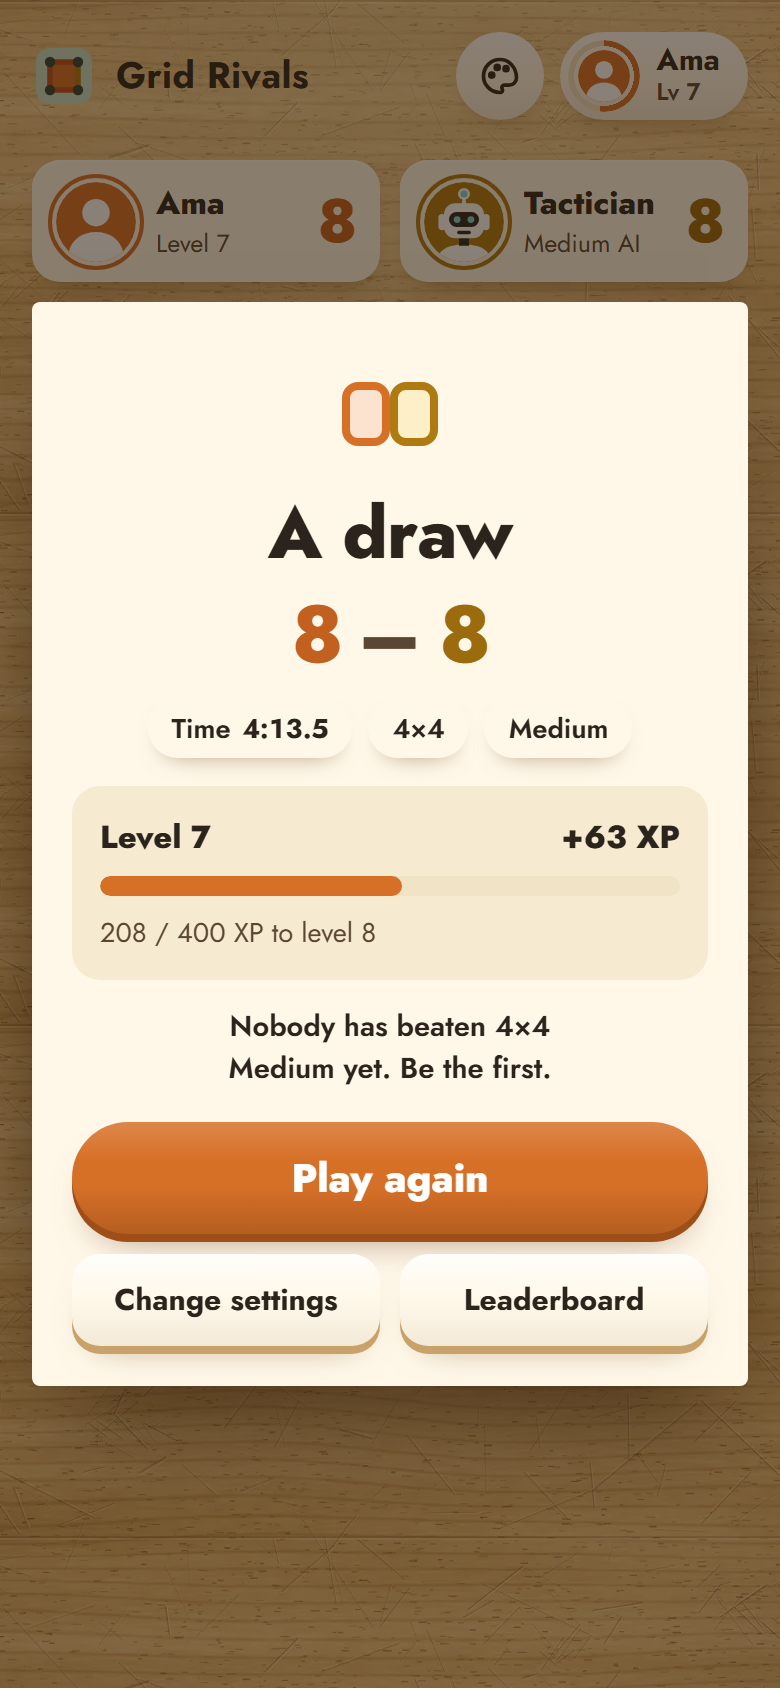 Grid Rivals
Ama
Lv 7
Ama
Level 7
8
Tactician
Medium AI
8
A draw
8 – 8
Time 4:13.5
4×4
Medium
Level 7
+63 XP
208 / 400 XP to level 8
Nobody has beaten 4×4
Medium yet. Be the first.
Play again
Change settings
Leaderboard